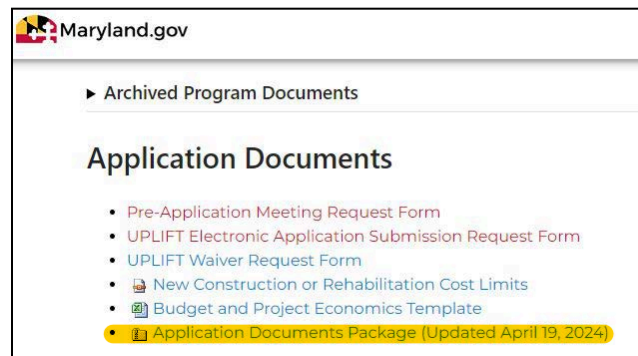 Maryland.gov
▸ Archived Program Documents
Application Documents
• Pre-Application Meeting Request Form
• UPLIFT Electronic Application Submission Request Form
• UPLIFT Waiver Request Form
• New Construction or Rehabilitation Cost Limits
• Budget and Project Economics Template
• Application Documents Package (Updated April 19, 2024)